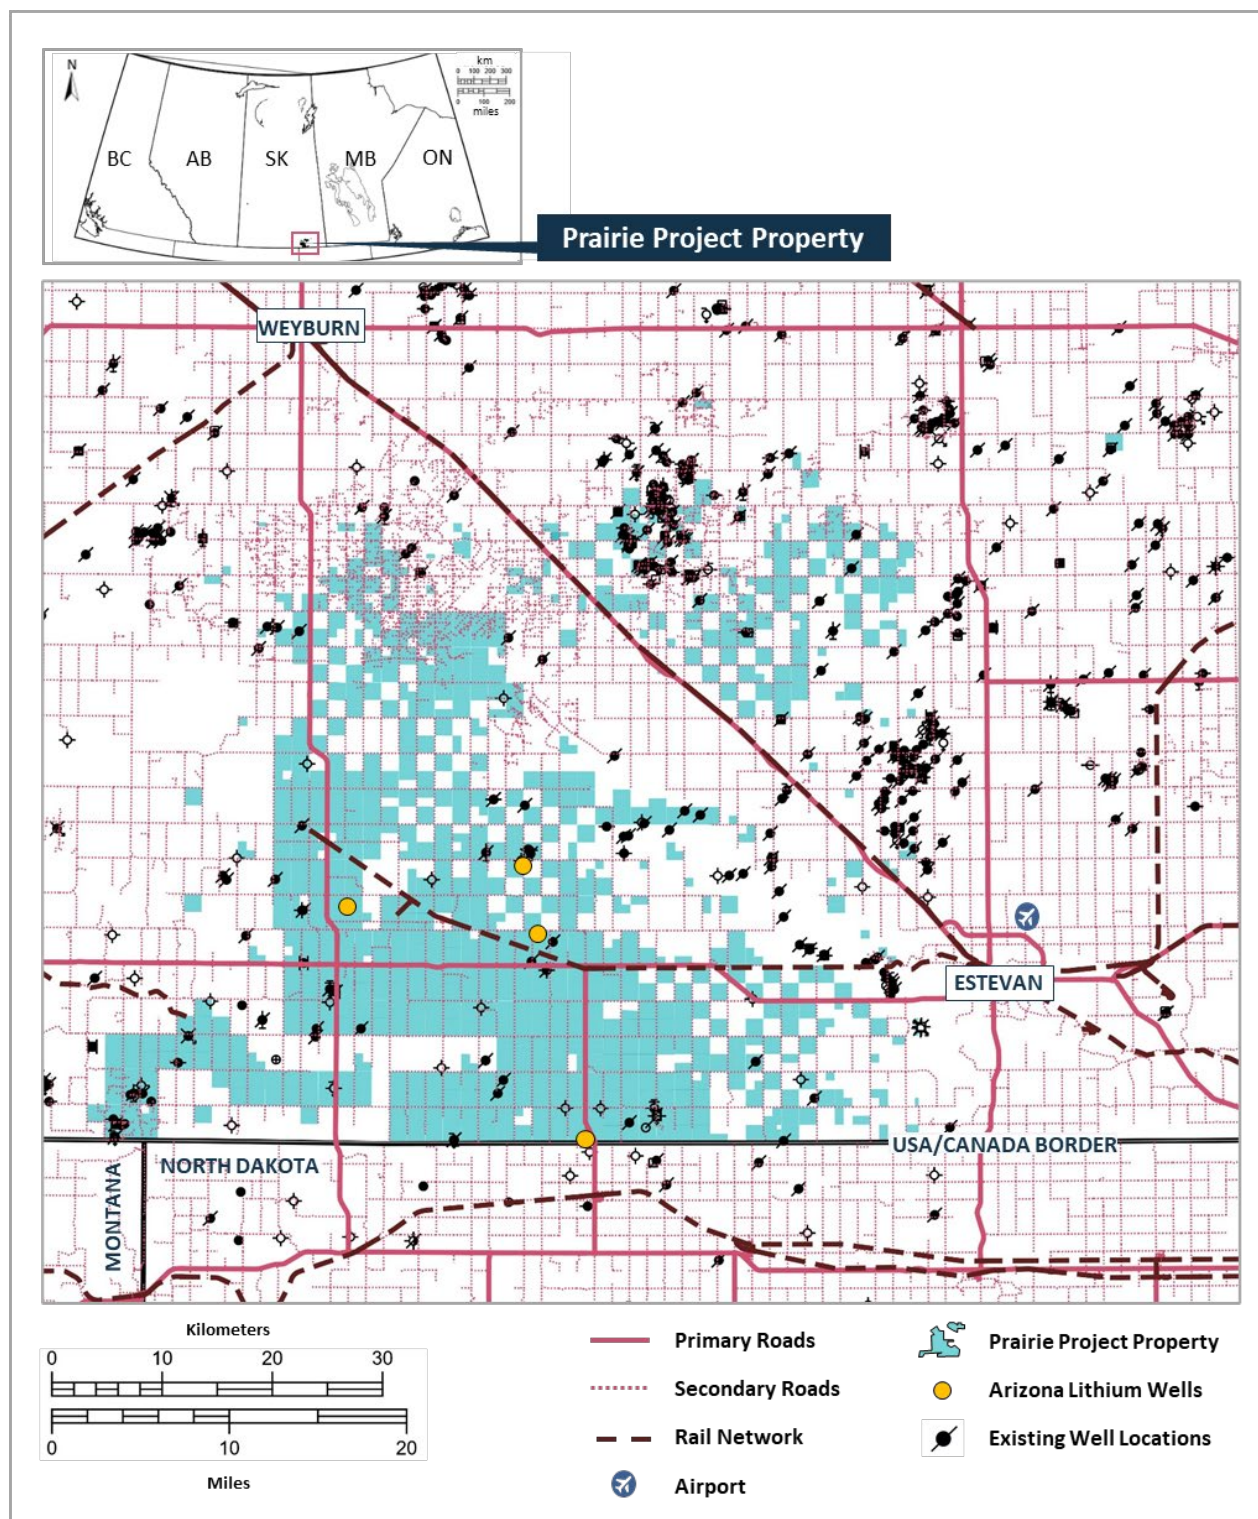 N
km
0 100 200 300
0 100 200
miles
BC AB SK MB ON
Prairie Project Property
WEYBURN
ESTEVAN
USA/CANADA BORDER
NORTH DAKOTA
MONTANA
Kilometers
0 10 20 30
0 10 20
Miles
Primary Roads
Secondary Roads
Rail Network
Airport
Prairie Project Property
Arizona Lithium Wells
Existing Well Locations